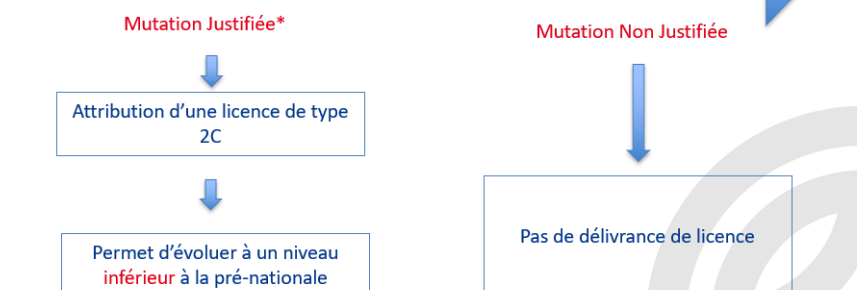 Mutation Justifiée*
Attribution d’une licence de type
2C
Permet d’évoluer à un niveau
inférieur à la pré-nationale
Mutation Non Justifiée
Pas de délivrance de licence